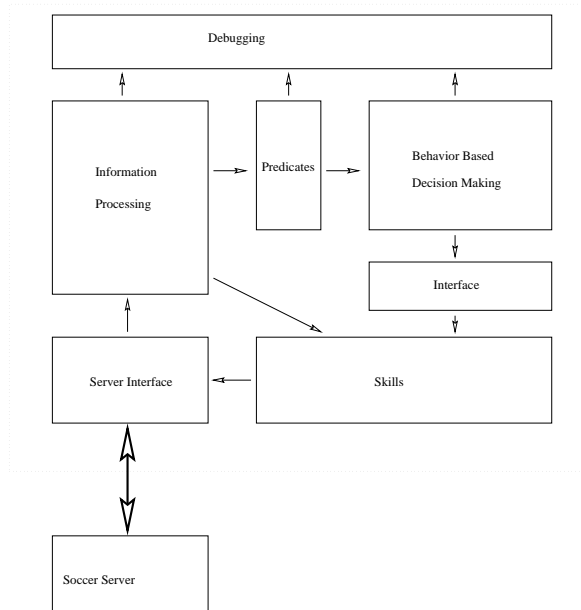 Debugging
Information
Processing
Predicates
Behavior Based
Decision Making
Interface
Server Interface
Skills
Soccer Server